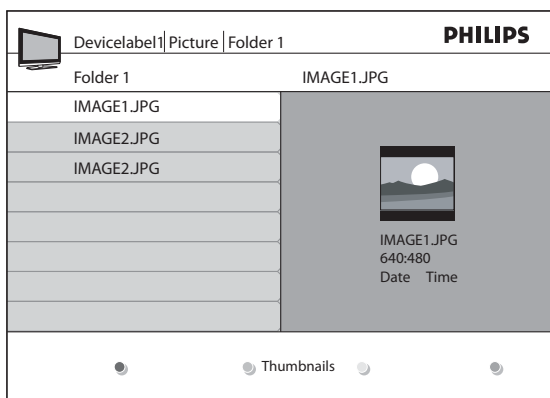 Devicelabel1 Picture Folder 1
PHILIPS
Folder 1
IMAGE1.JPG
IMAGE1.JPG
IMAGE2.JPG
IMAGE2.JPG
IMAGE1.JPG
640:480
Date Time
Thumbnails